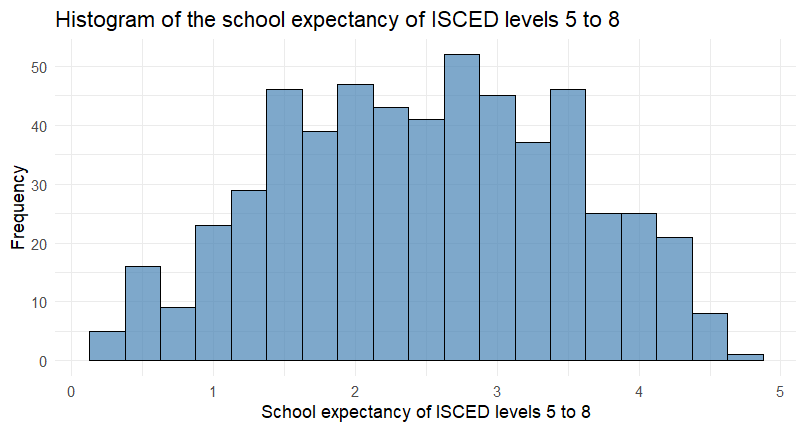 Histogram of the school expectancy of ISCED levels 5 to 8
50
40
30
20
10
0
Frequency
0 1 2 3 4 5
School expectancy of ISCED levels 5 to 8